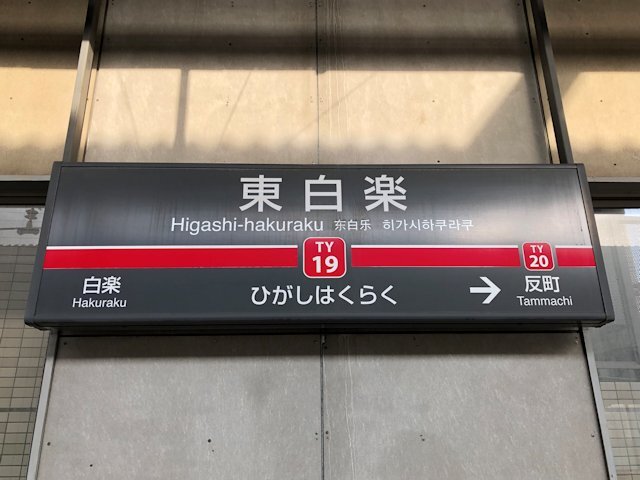 東白楽
Higashi-hakuraku 东白乐 히가시하쿠라쿠
TY
19
TY
20
白楽
Hakuraku
ひがしはくらく
→ 反町
Tammachi